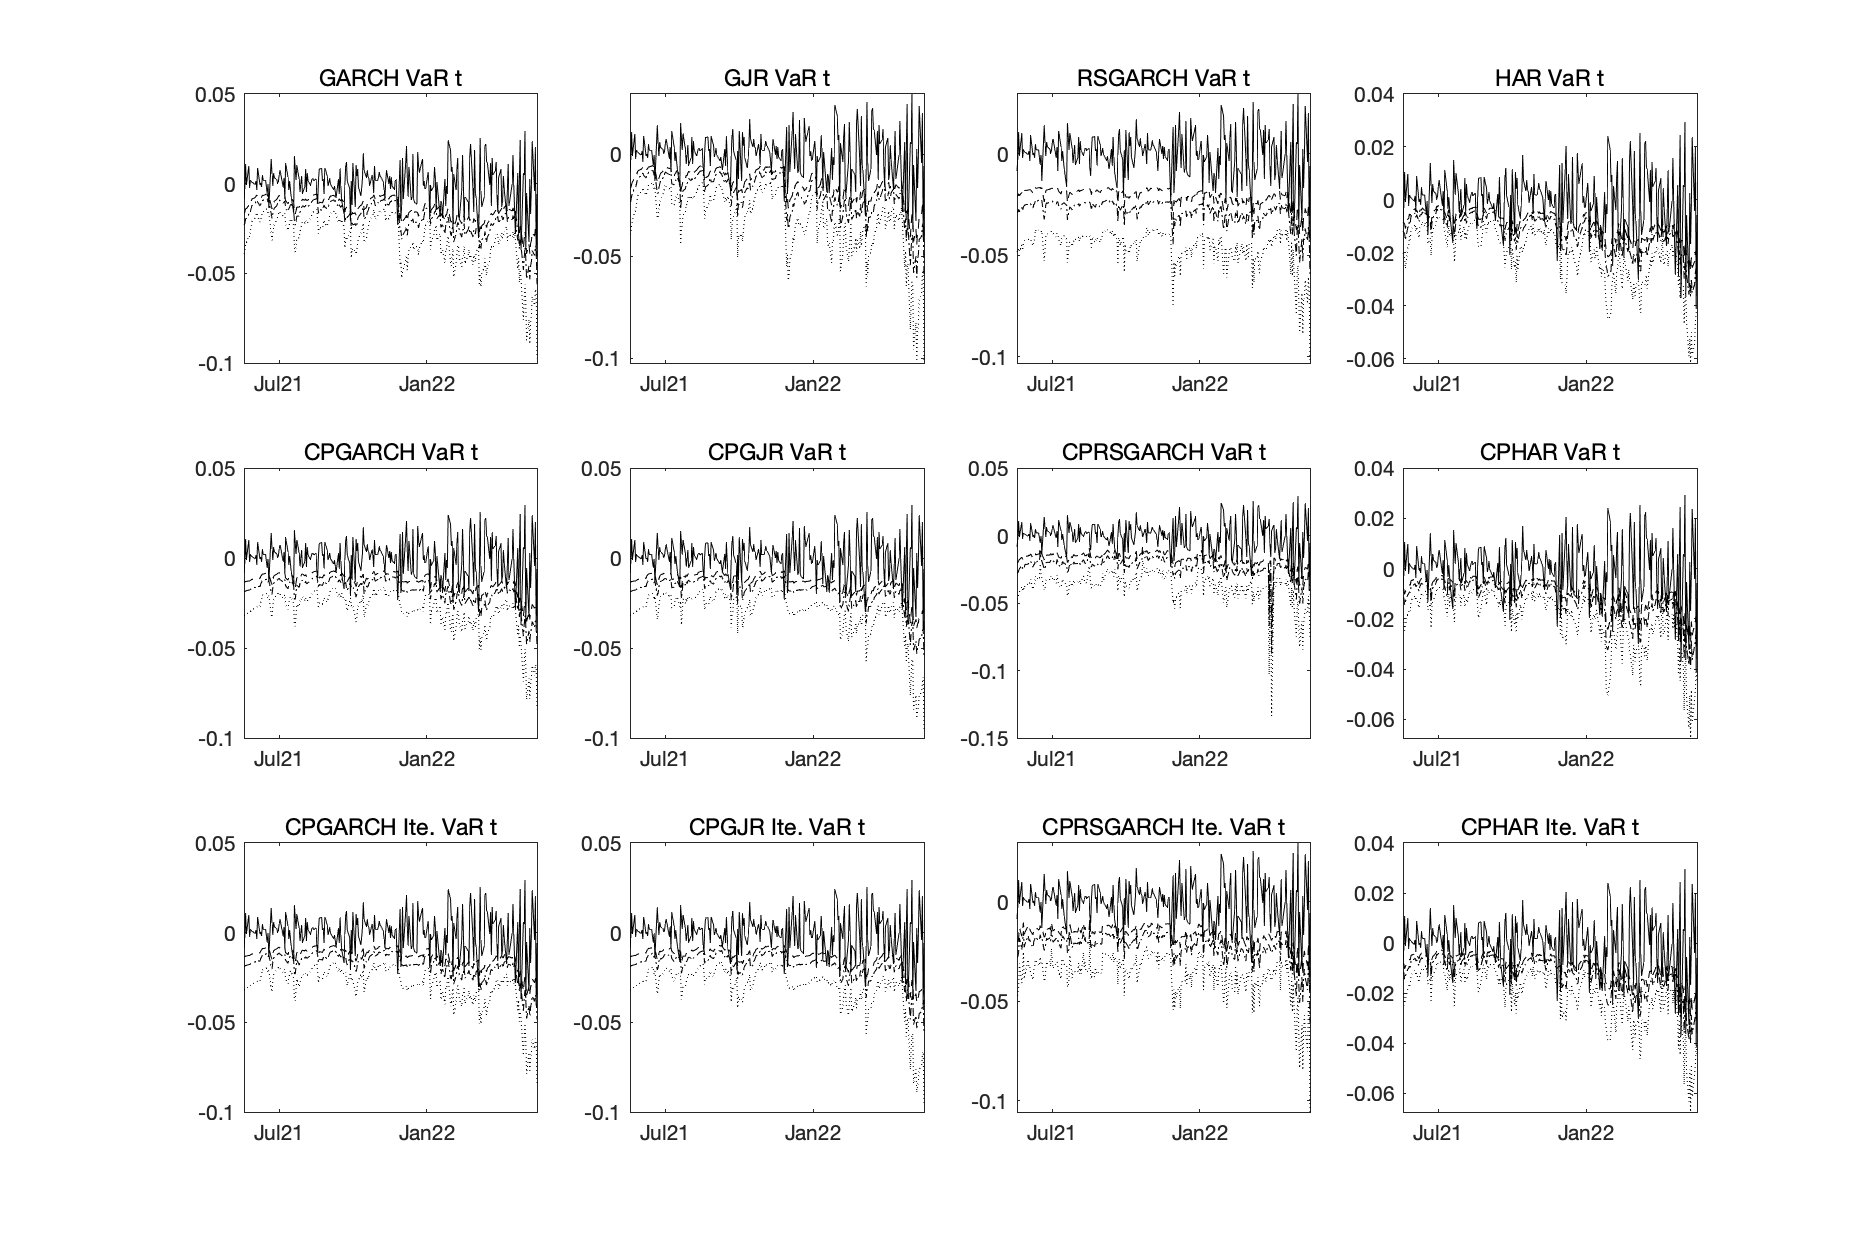 GARCH VaR t
GJR VaR t
RSGARCH VaR t
HAR VaR t
0.05
0
-0.05
-0.1
Jul21
Jan22
0
-0.05
-0.1
Jul21
Jan22
0
-0.05
-0.1
Jul21
Jan22
0.04
0.02
0
-0.02
-0.04
-0.06
Jul21
Jan22
CPGARCH VaR t
CPGJR VaR t
CPRSGARCH VaR t
CPHAR VaR t
0.05
0
-0.05
-0.1
Jul21
Jan22
0.05
0
-0.05
-0.1
Jul21
Jan22
0.05
0
-0.05
-0.1
-0.15
Jul21
Jan22
0.04
0.02
0
-0.02
-0.04
-0.06
Jul21
Jan22
CPGARCH Ite. VaR t
CPGJR Ite. VaR t
CPRSGARCH Ite. VaR t
CPHAR Ite. VaR t
0.05
0
-0.05
-0.1
Jul21
Jan22
0.05
0
-0.05
-0.1
Jul21
Jan22
0
-0.05
-0.1
Jul21
Jan22
0.04
0.02
0
-0.02
-0.04
-0.06
Jul21
Jan22